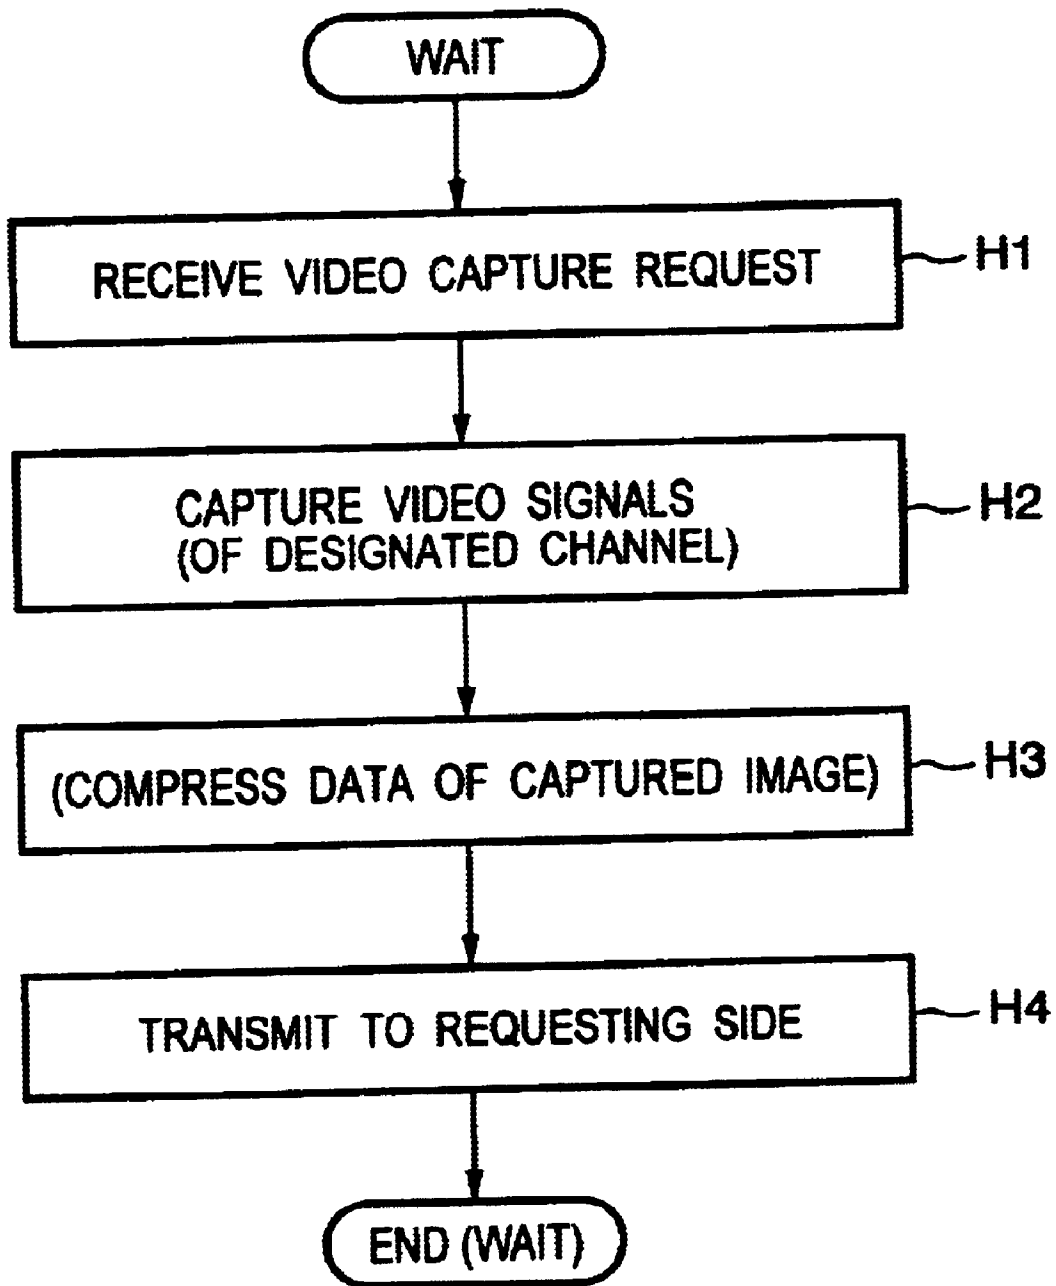 WAIT
RECEIVE VIDEO CAPTURE REQUEST
H1
CAPTURE VIDEO SIGNALS
(OF DESIGNATED CHANNEL)
H2
(COMPRESS DATA OF CAPTURED IMAGE)
H3
TRANSMIT TO REQUESTING SIDE
H4
END (WAIT)